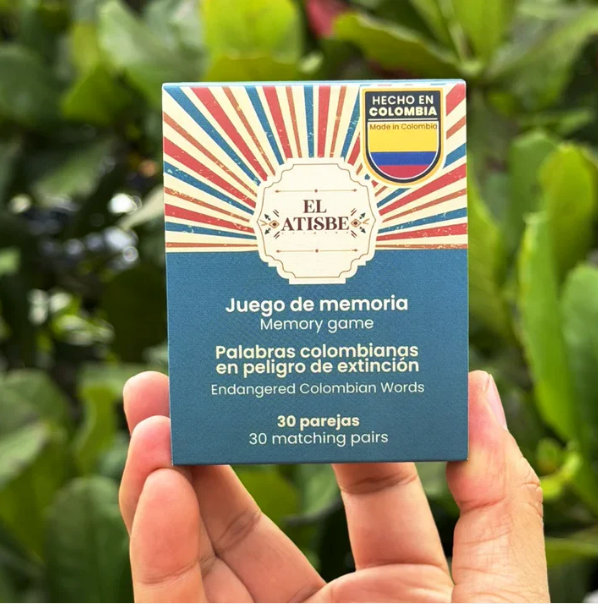 HECHO EN
COLOMBIA
Made in Colombia
EL
ATISBE
Juego de memoria
Memory game
Palabras colombianas
en peligro de extinción
Endangered Colombian Words
30 parejas
30 matching pairs